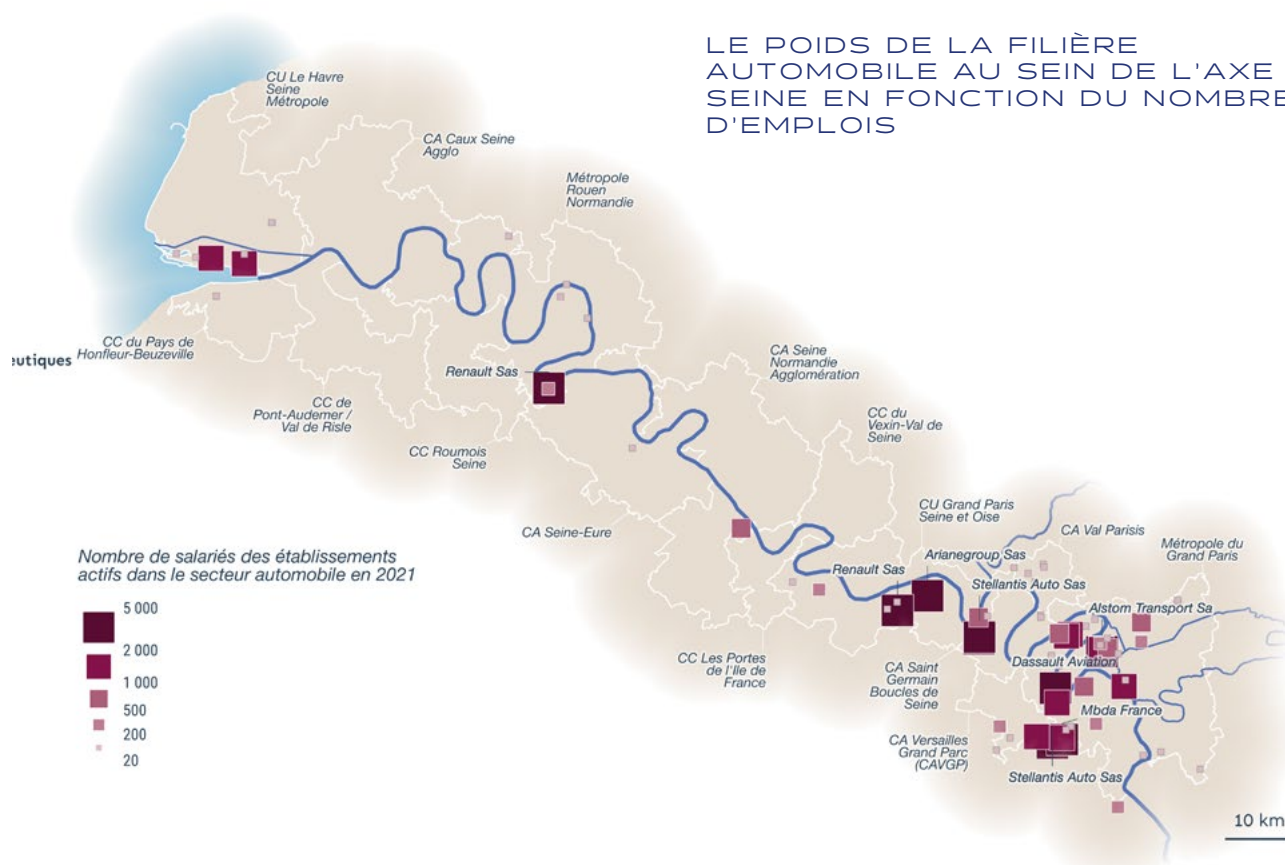 LE POIDS DE LA FILIÈRE
AUTOMOBILE AU SEIN DE L'AXE
SEINE EN FONCTION DU NOMBRE
D'EMPLOIS
CU Le Havre
Seine
Métropole
CA Caux Seine
Agglo
Métropole
Rouen
Normandie
CC du Pays de
Honfleur-Beuzeville
eutiques
Renault Sas
CA Seine
Normandie
Agglomération
CC de
Pont-Audemer /
Val de Risle
CC Roumois
Seine
CC du
Vexin-Val de
Seine
CA Seine-Eure
CU Grand Paris
Seine et Oise
CA Val Parisis
Métropole du
Grand Paris
Arianegroup Sas
Renault Sas
Stellantis Auto Sas
Alstom Transport Sa
Dassault Aviation
CC Les Portes
de l'Ile de
France
CA Saint
Germain
Boucles de
Seine
Mbda France
CA Versailles
Grand Parc
(CAVGP)
Stellantis Auto Sas
Nombre de salariés des établissements
actifs dans le secteur automobile en 2021
5 000
2 000
1 000
500
200
20
10 km